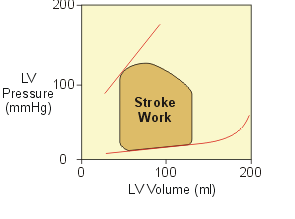 200
LV
Pressure
(mmHg)
100
Stroke
Work
0
0
100
200
LV Volume (ml)